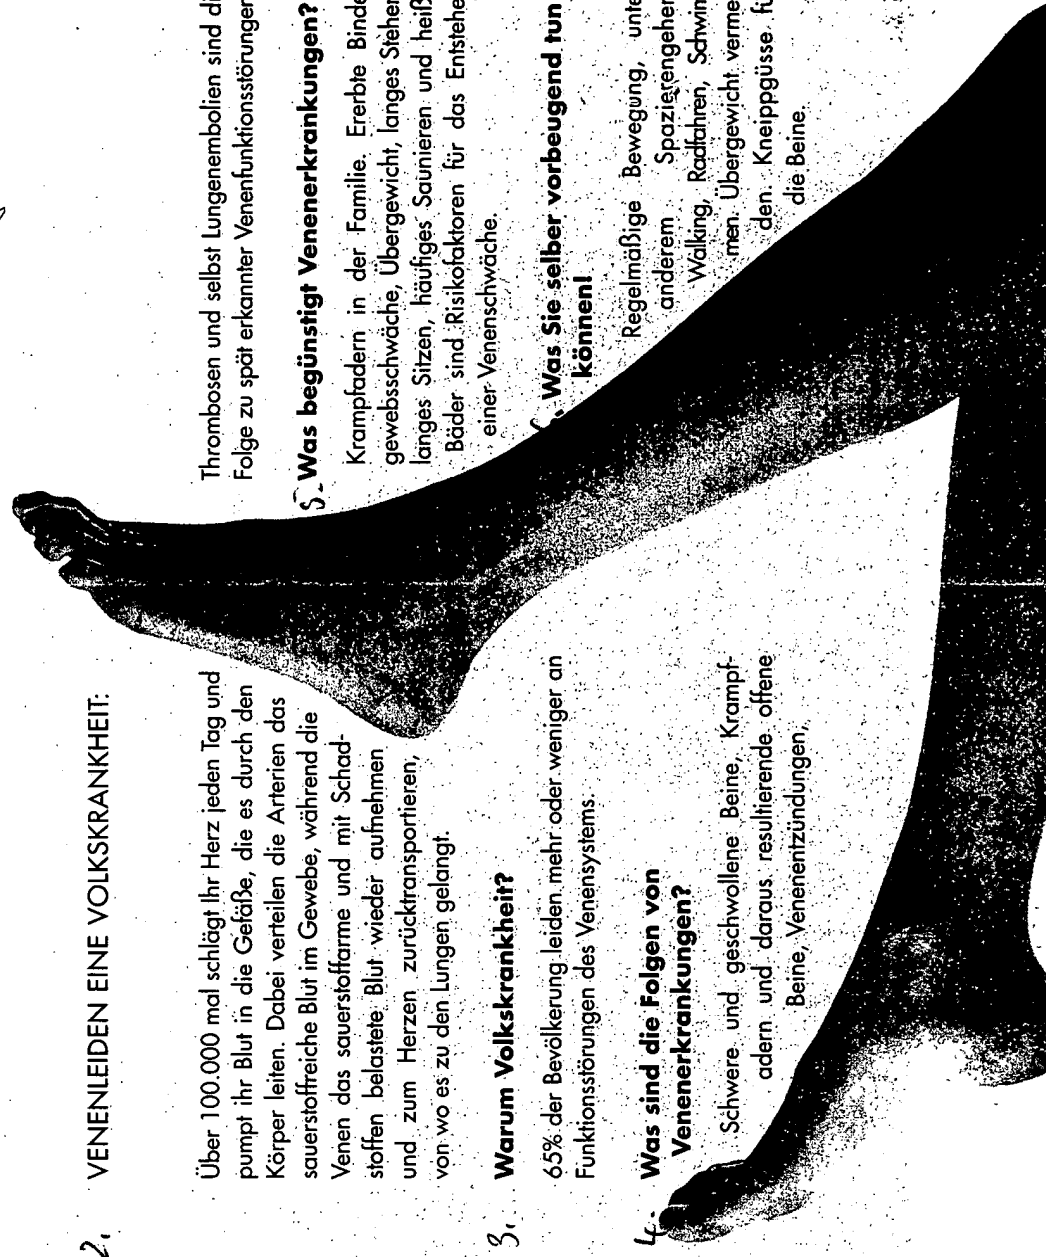 2.
VENENLEIDEN EINE VOLKSKRANKHEIT:
Über 100.000 mal schlägt Ihr Herz jeden Tag und
pumpt ihr Blut in die Gefäße, die es durch den
Körper leiten. Dabei verteilen die Arterien das
sauerstoffreiche Blut im Gewebe, während die
Venen das sauerstoffarme und mit Schad-
stoffen belastete Blut wieder aufnehmen
und zum Herzen zurücktransportieren,
von wo es zu den Lungen gelangt.
3. Warum Volkskrankheit?
65% der Bevölkerung leiden mehr oder weniger an
Funktionsstörungen des Venensystems.
4. Was sind die Folgen von
Venenerkrankungen?
Schwere und geschwollene Beine, Krampf-
adern und daraus resultierende offene
Beine, Venenentzündungen,
Thrombosen und selbst Lungenembolien sind di
Folge zu spät erkannter Venenfunktionsstörungen
5. Was begünstigt Venenerkrankungen?
Krampfadern in der Familie. Ererbte Binde
gewebsschwäche, Übergewicht, langes Stehen
langes Sitzen, häufiges Saunieren und heiß
Bäder sind Risikofaktoren für das Entstehe
einer Venenschwäche.
Was Sie selber vorbeugend tun
können!
Regelmäßige Bewegung, unte
anderem Spazierengehen
Walking, Radfahren, Schwim
men. Übergewicht verme
den. Kneippgüsse fü
die Beine.